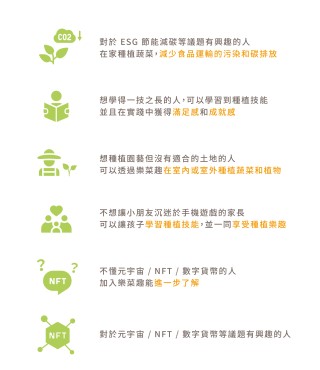 CO2
對於 ESG 節能減碳等議題有興趣的人
在家種植蔬菜，減少食品運輸的污染和碳排放
想學得一技之長的人，可以學習到種植技能
並且在實踐中獲得滿足感和成就感
想種植園藝但沒有適合的土地的人
可以透過樂菜趣在室內或室外種植蔬菜和植物
不想讓小朋友沉迷於手機遊戲的家長
可以讓孩子學習種植技能，並一同享受種植樂趣
? ?
NFT
不懂元宇宙 / NFT / 數字貨幣的人
加入樂菜趣能進一步了解
NFT
對於元宇宙 / NFT / 數字貨幣等議題有興趣的人